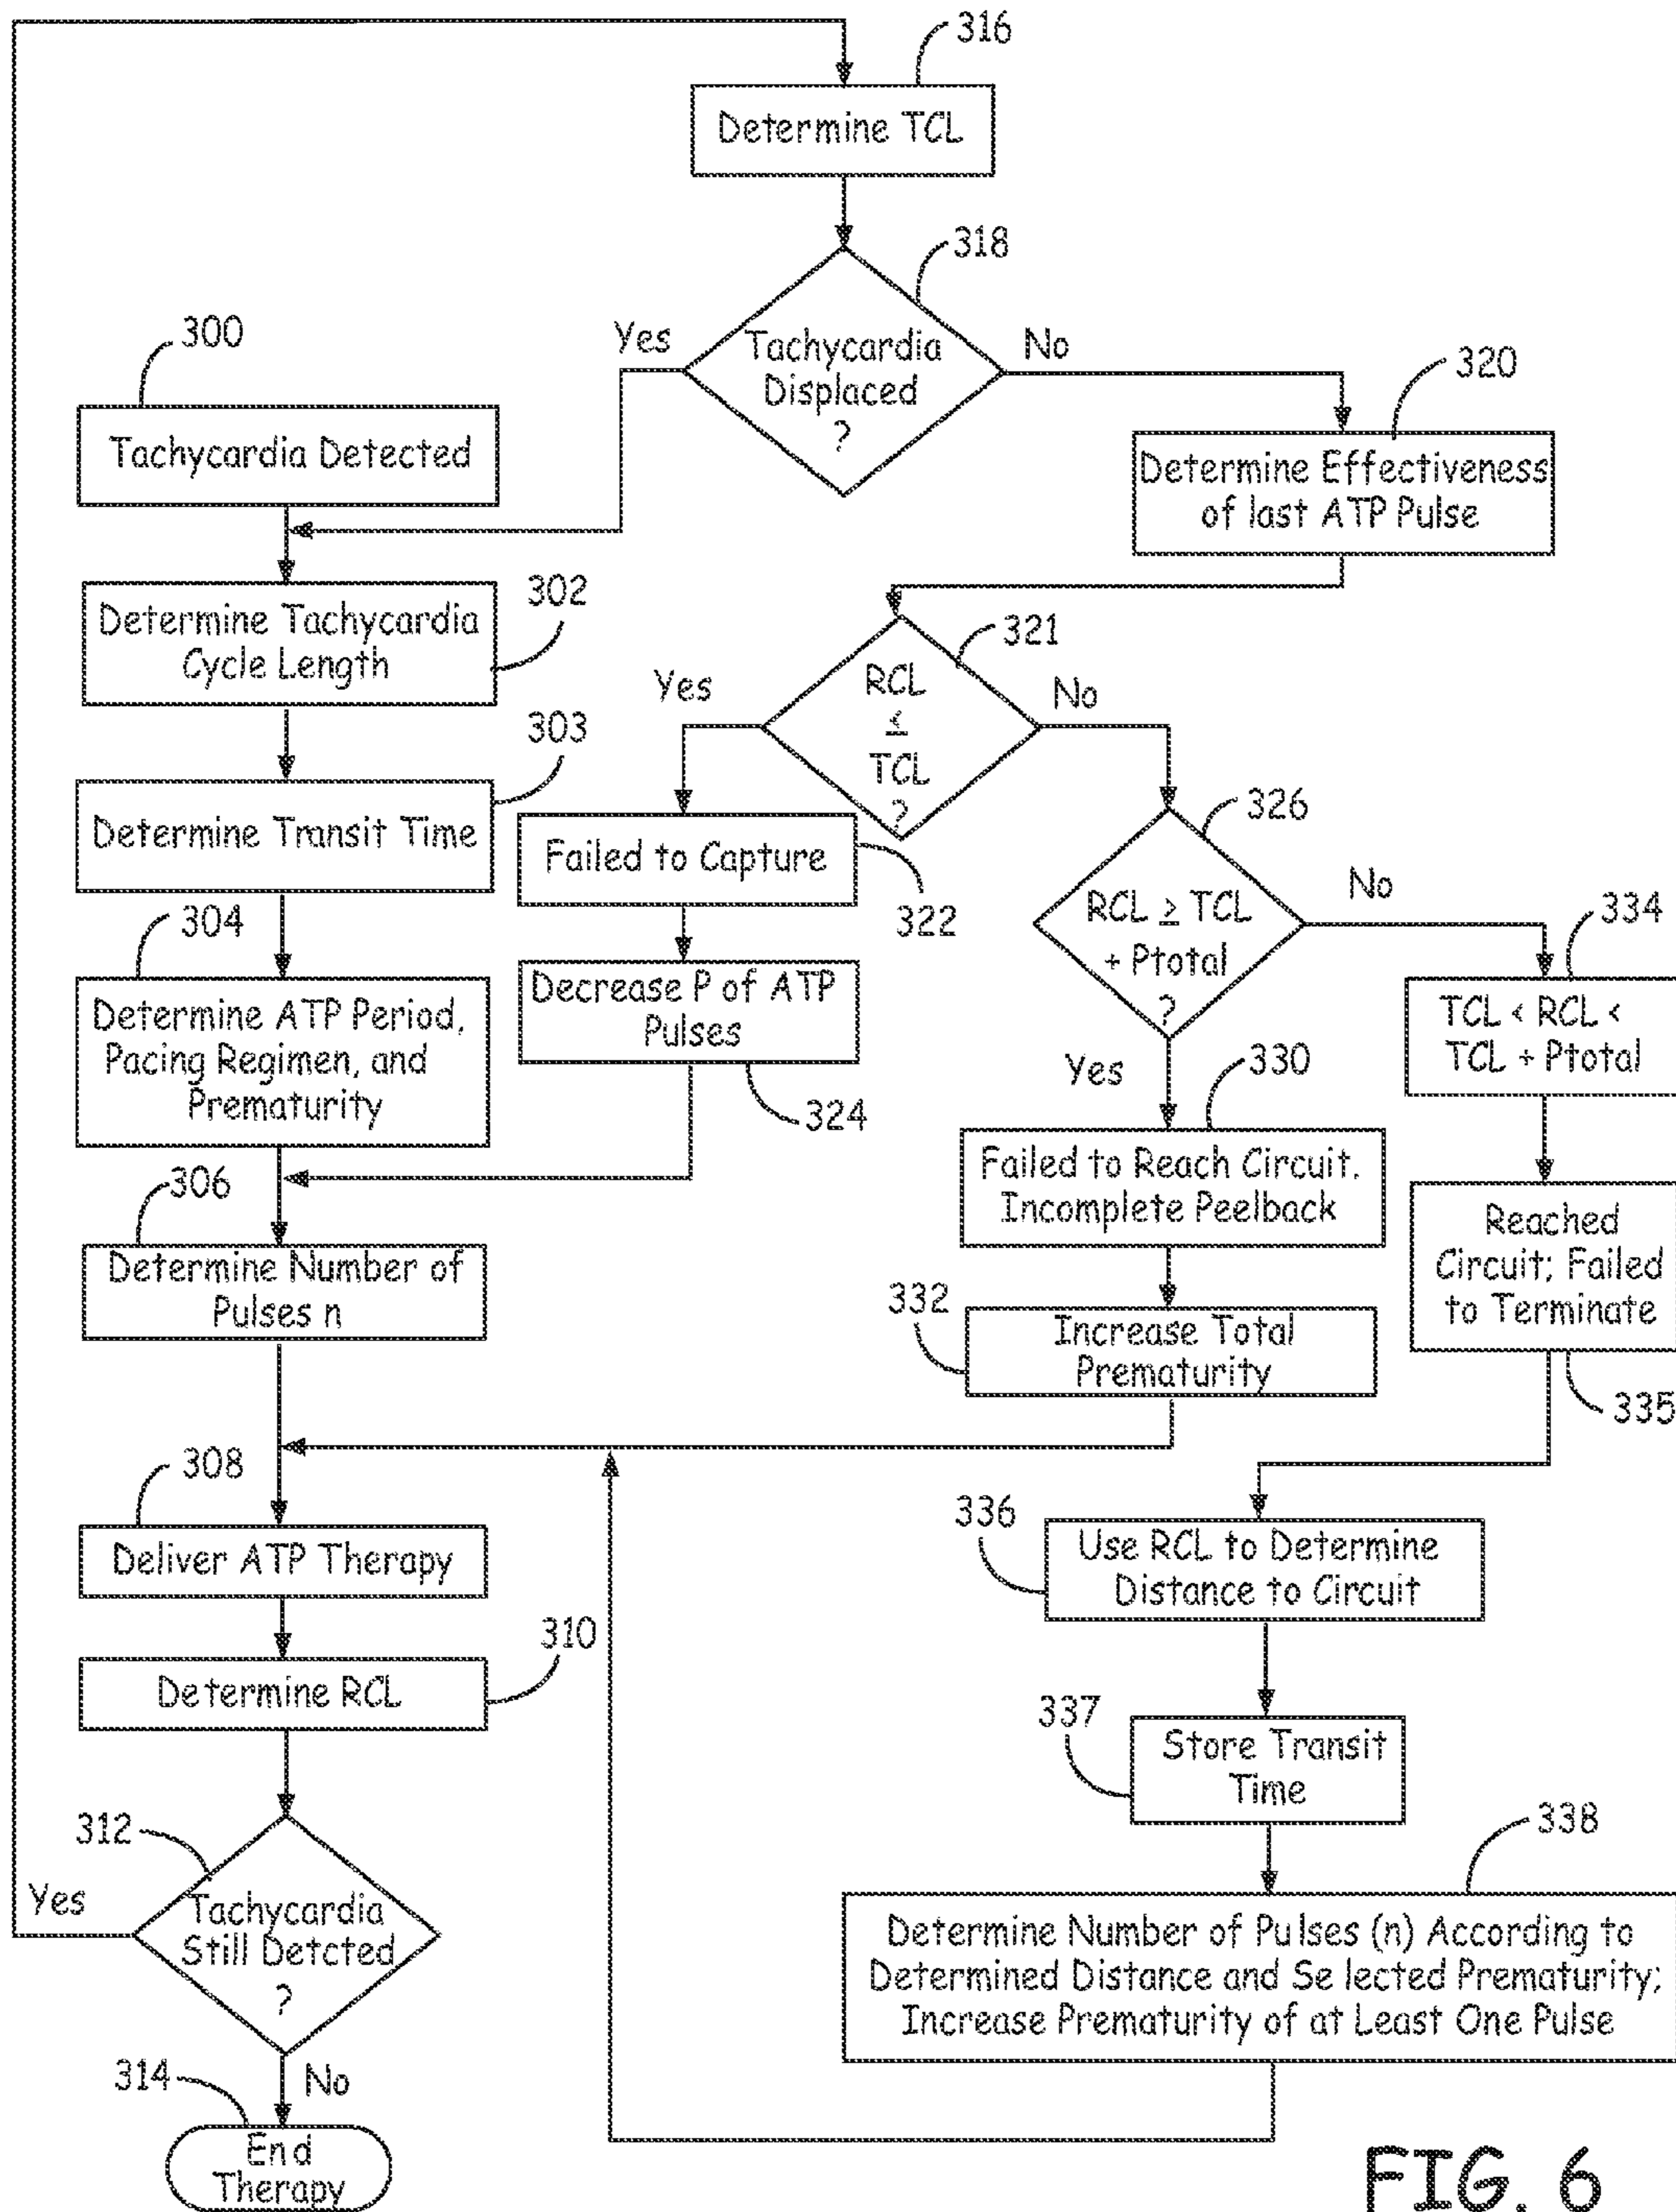 316
Determine TCL
318
Yes
Tachycardia
Displaced
?
No
300
Tachycardia Detected
320
Determine Effectiveness
of last ATP Pulse
302
Determine Tachycardia
Cycle Length
321
Yes
RCL
≤
TCL
?
No
303
Determine Transit Time
322
Failed to Capture
326
RCL ≥ TCL
+ Ptotal
?
No
Yes
334
TCL < RCL <
TCL + Ptotal
304
Determine ATP Period,
Pacing Regimen, and
Prematurity
Decrease P of ATP
Pulses
324
330
Failed to Reach Circuit.
Incomplete Peelback
306
Determine Number of
Pulses n
Reached
Circuit; Failed
to Terminate
335
332
Increase Total
Prematurity
308
Deliver ATP Therapy
336
Use RCL to Determine
Distance to Circuit
310
Determine RCL
337
Store Transit
Time
312
Yes
Tachycardia
Still Detcted
?
No
338
Determine Number of Pulses (n) According to
Determined Distance and Se lected Prematurity;
Increase Prematurity of at Least One Pulse
314
End
Therapy
FIG. 6